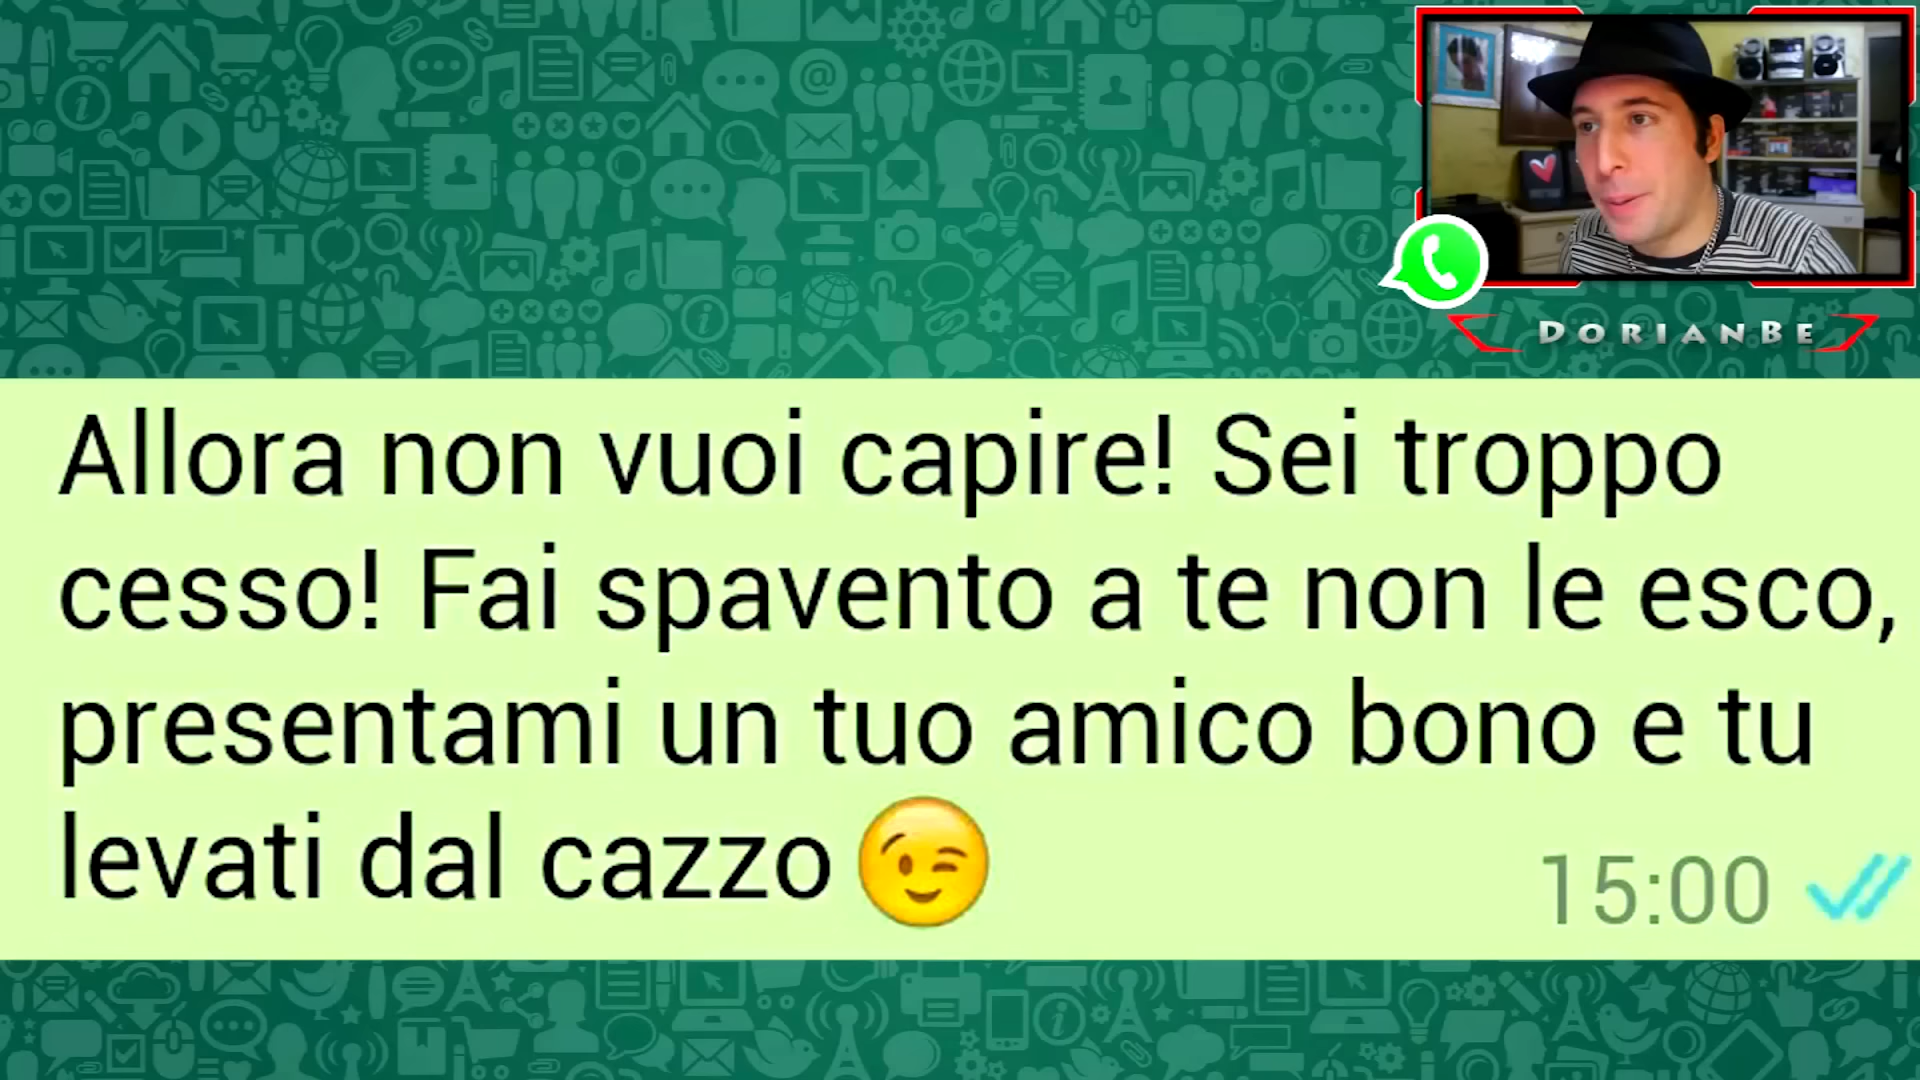 DORIANBE
Allora non vuoi capire! Sei troppo
cesso! Fai spavento a te non le esco,
presentami un tuo amico bono e tu
levati dal cazzo 😉
15:00